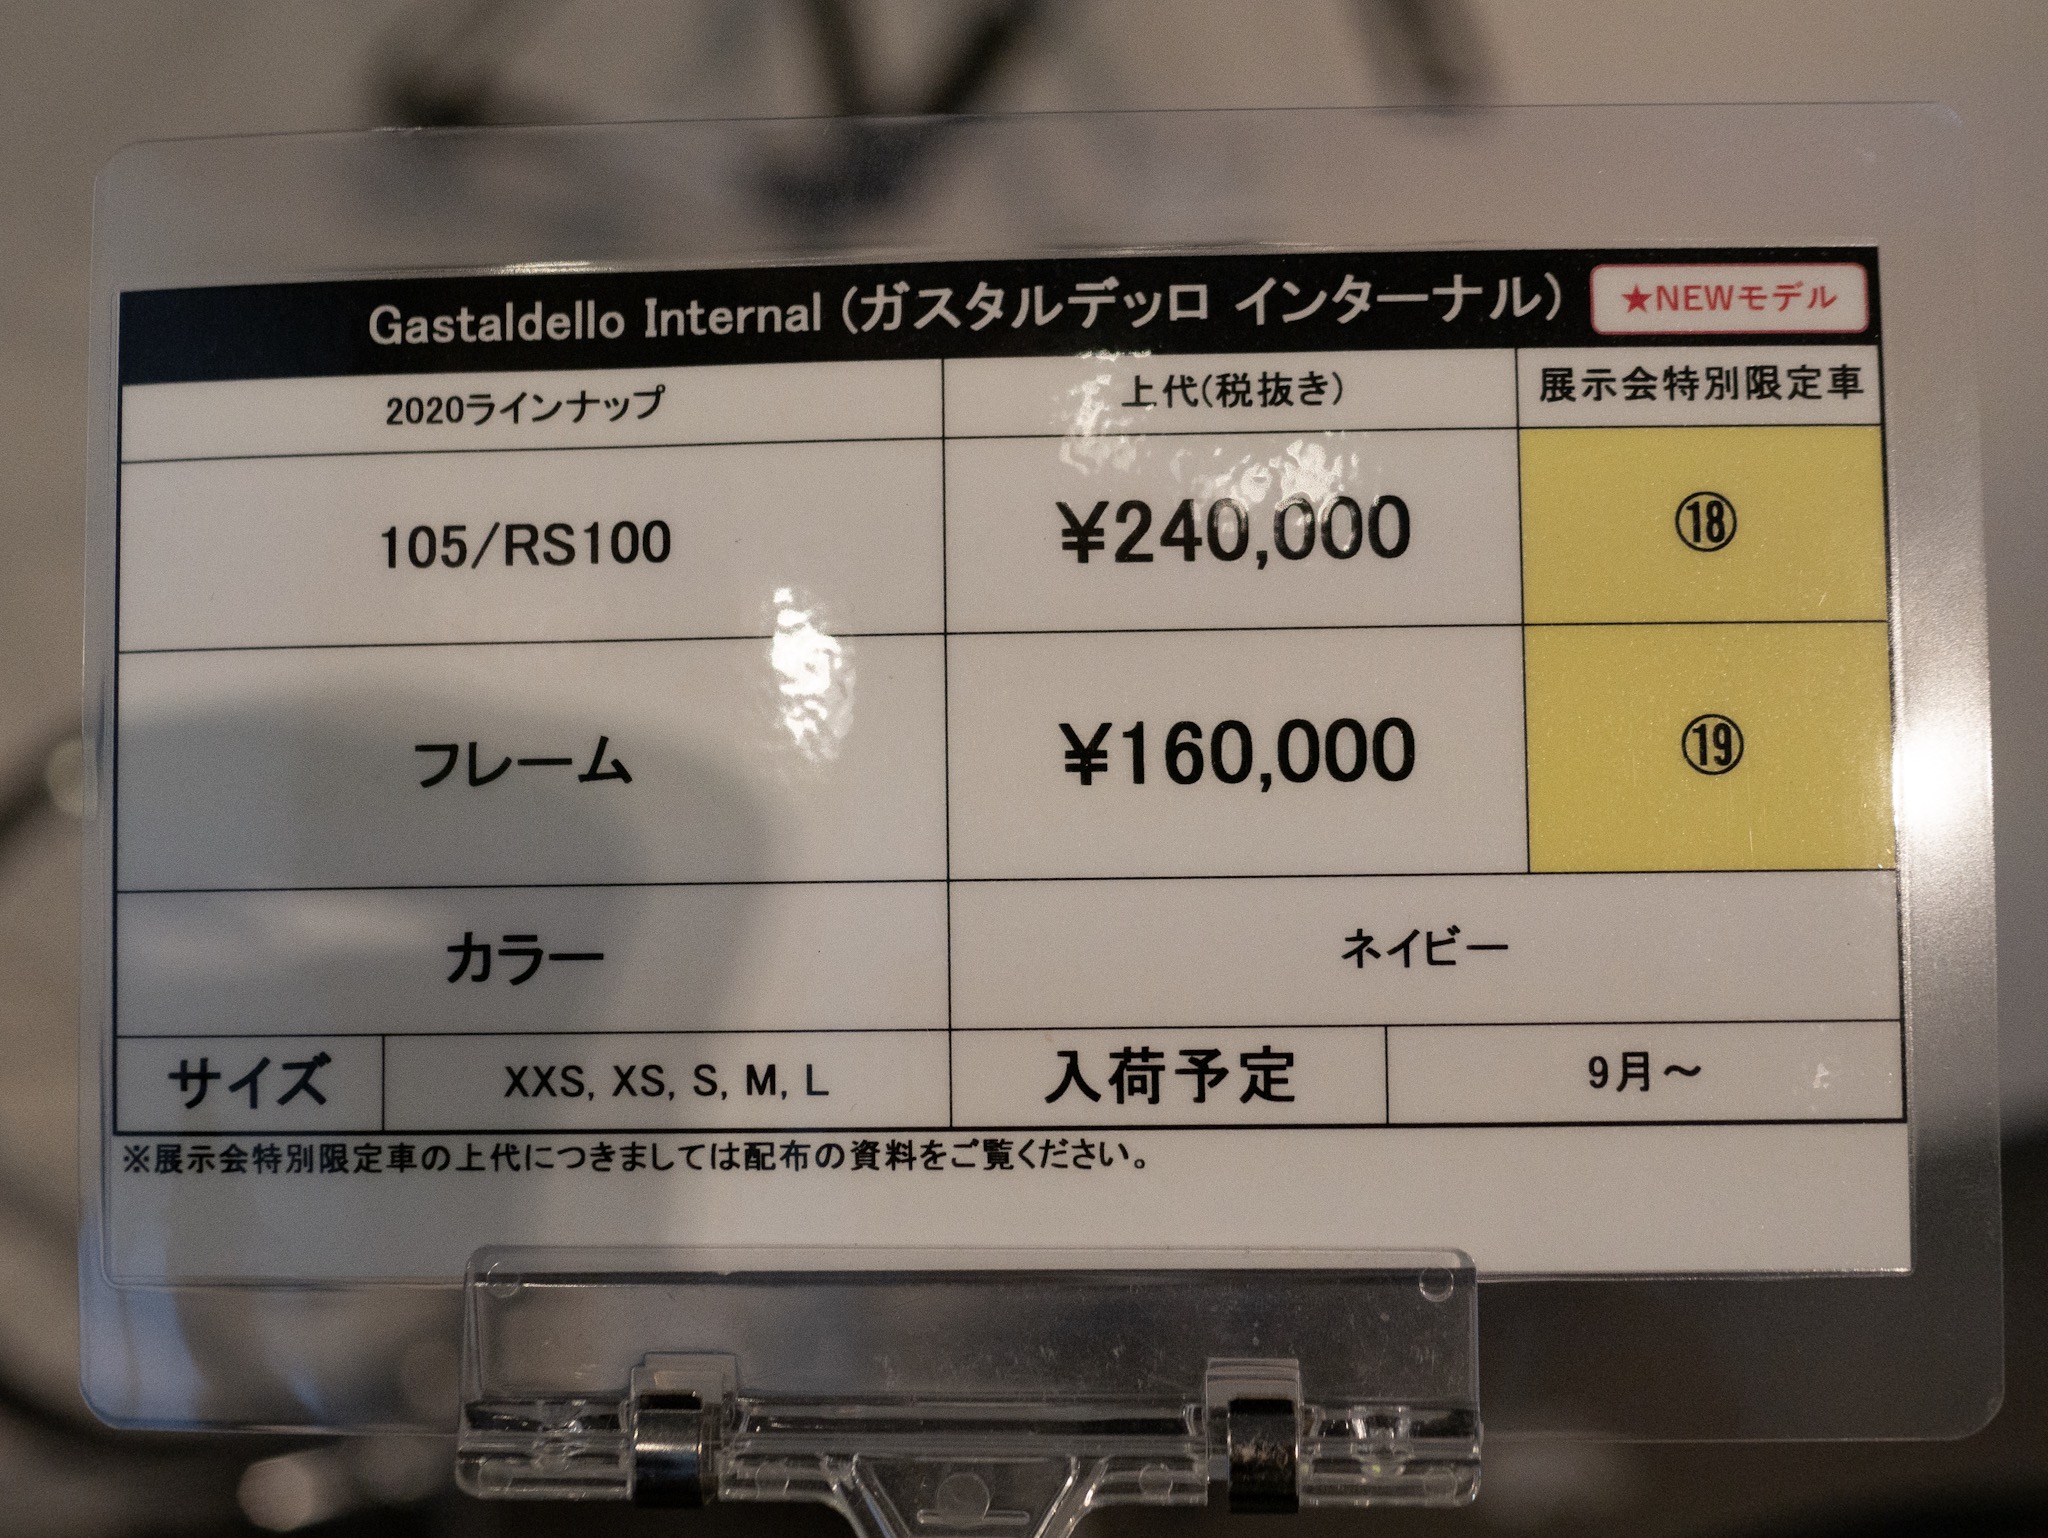 Gastaldello Internal (ガスタルデッロ インターナル) ★NEWモデル
2020ラインナップ 上代(税抜き) 展示会特別限定車
105/RS100 ¥240,000 ⑱
フレーム ¥160,000 ⑲
カラー ネイビー
サイズ XXS, XS, S, M, L 入荷予定 9月～
※展示会特別限定車の上代につきましては配布の資料をご覧ください。